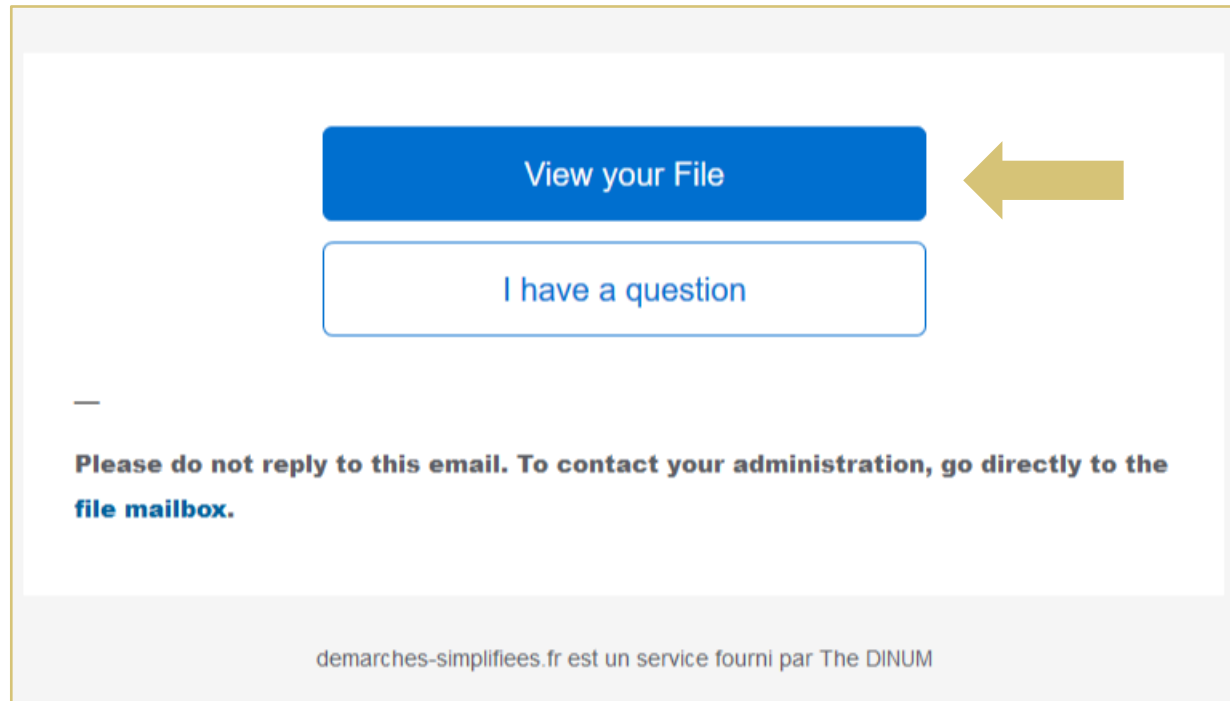 View your File
I have a question
—
Please do not reply to this email. To contact your administration, go directly to the
file mailbox.
demarches-simplifiees.fr est un service fourni par The DINUM